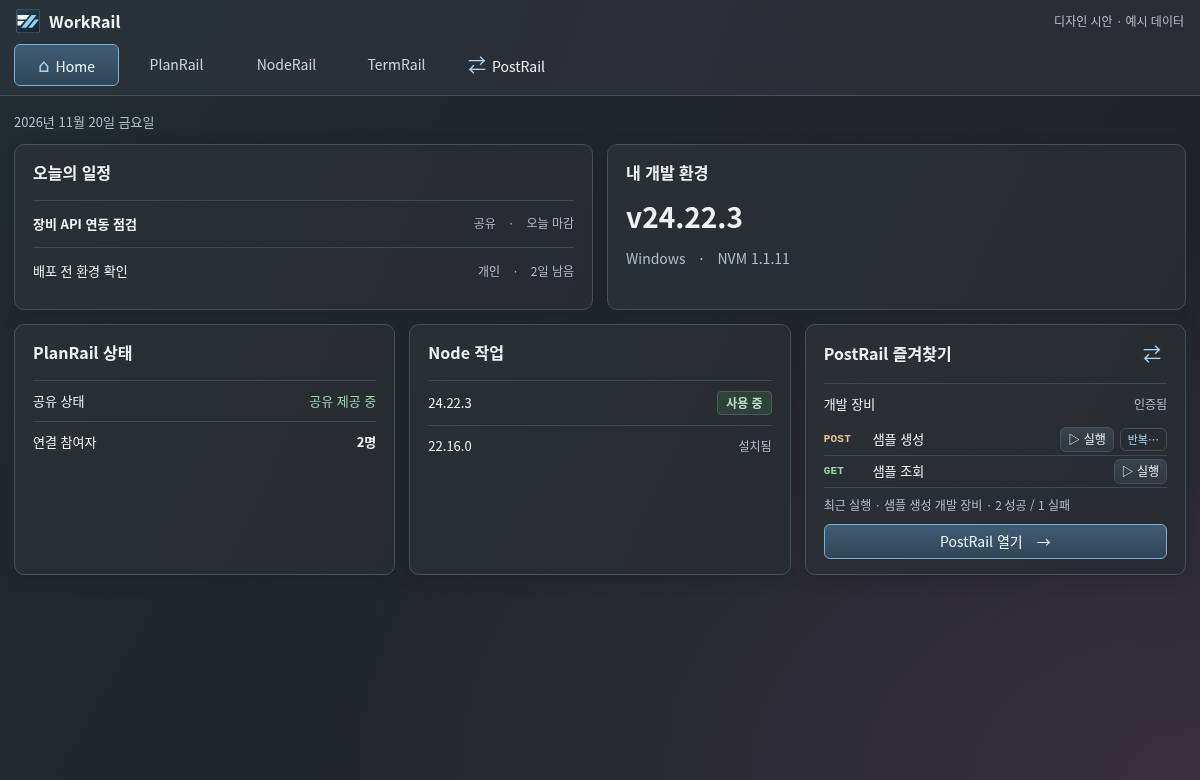 WorkRail
디자인 시안 · 예시 데이터
Home PlanRail NodeRail TermRail PostRail
2026년 11월 20일 금요일
오늘의 일정
장비 API 연동 점검 공유 · 오늘 마감
배포 전 환경 확인 개인 · 2일 남음
내 개발 환경
v24.22.3
Windows · NVM 1.1.11
PlanRail 상태
공유 상태 공유 제공 중
연결 참여자 2명
Node 작업
24.22.3 사용 중
22.16.0 설치됨
PostRail 즐겨찾기
개발 장비 인증됨
POST 샘플 생성 ▷ 실행 반복…
GET 샘플 조회 ▷ 실행
최근 실행 · 샘플 생성 개발 장비 · 2 성공 / 1 실패
PostRail 열기 →